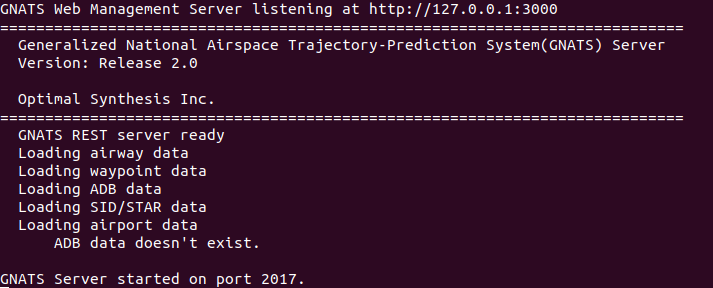 GNATS Web Management Server listening at http://127.0.0.1:3000
============================================================================
Generalized National Airspace Trajectory-Prediction System(GNATS) Server
Version: Release 2.0
Optimal Synthesis Inc.
============================================================================
GNATS REST server ready
Loading airway data
Loading waypoint data
Loading ADB data
Loading SID/STAR data
Loading airport data
ADB data doesn't exist.
GNATS Server started on port 2017.